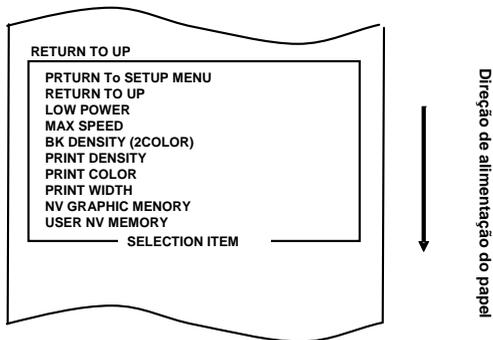 RETURN TO UP
PRTURN To SETUP MENU
RETURN TO UP
LOW POWER
MAX SPEED
BK DENSITY (2COLOR)
PRINT DENSITY
PRINT COLOR
PRINT WIDTH
NV GRAPHIC MENORY
USER NV MEMORY
SELECTION ITEM
Direção de alimentação do papel